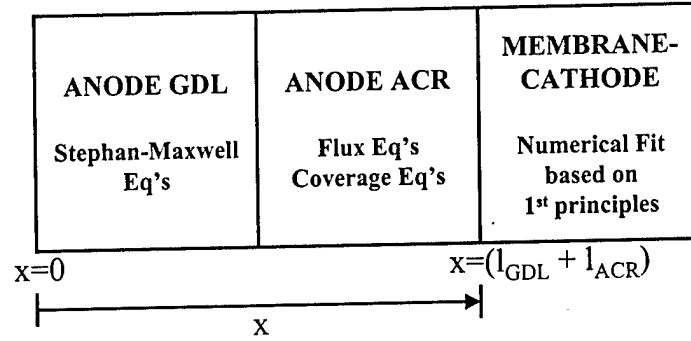 ANODE GDL
Stephan-Maxwell
Eq's
ANODE ACR
Flux Eq's
Coverage Eq's
MEMBRANE-
CATHODE
Numerical Fit
based on
1st principles
x=0
x=(lGDL + lACR)
x